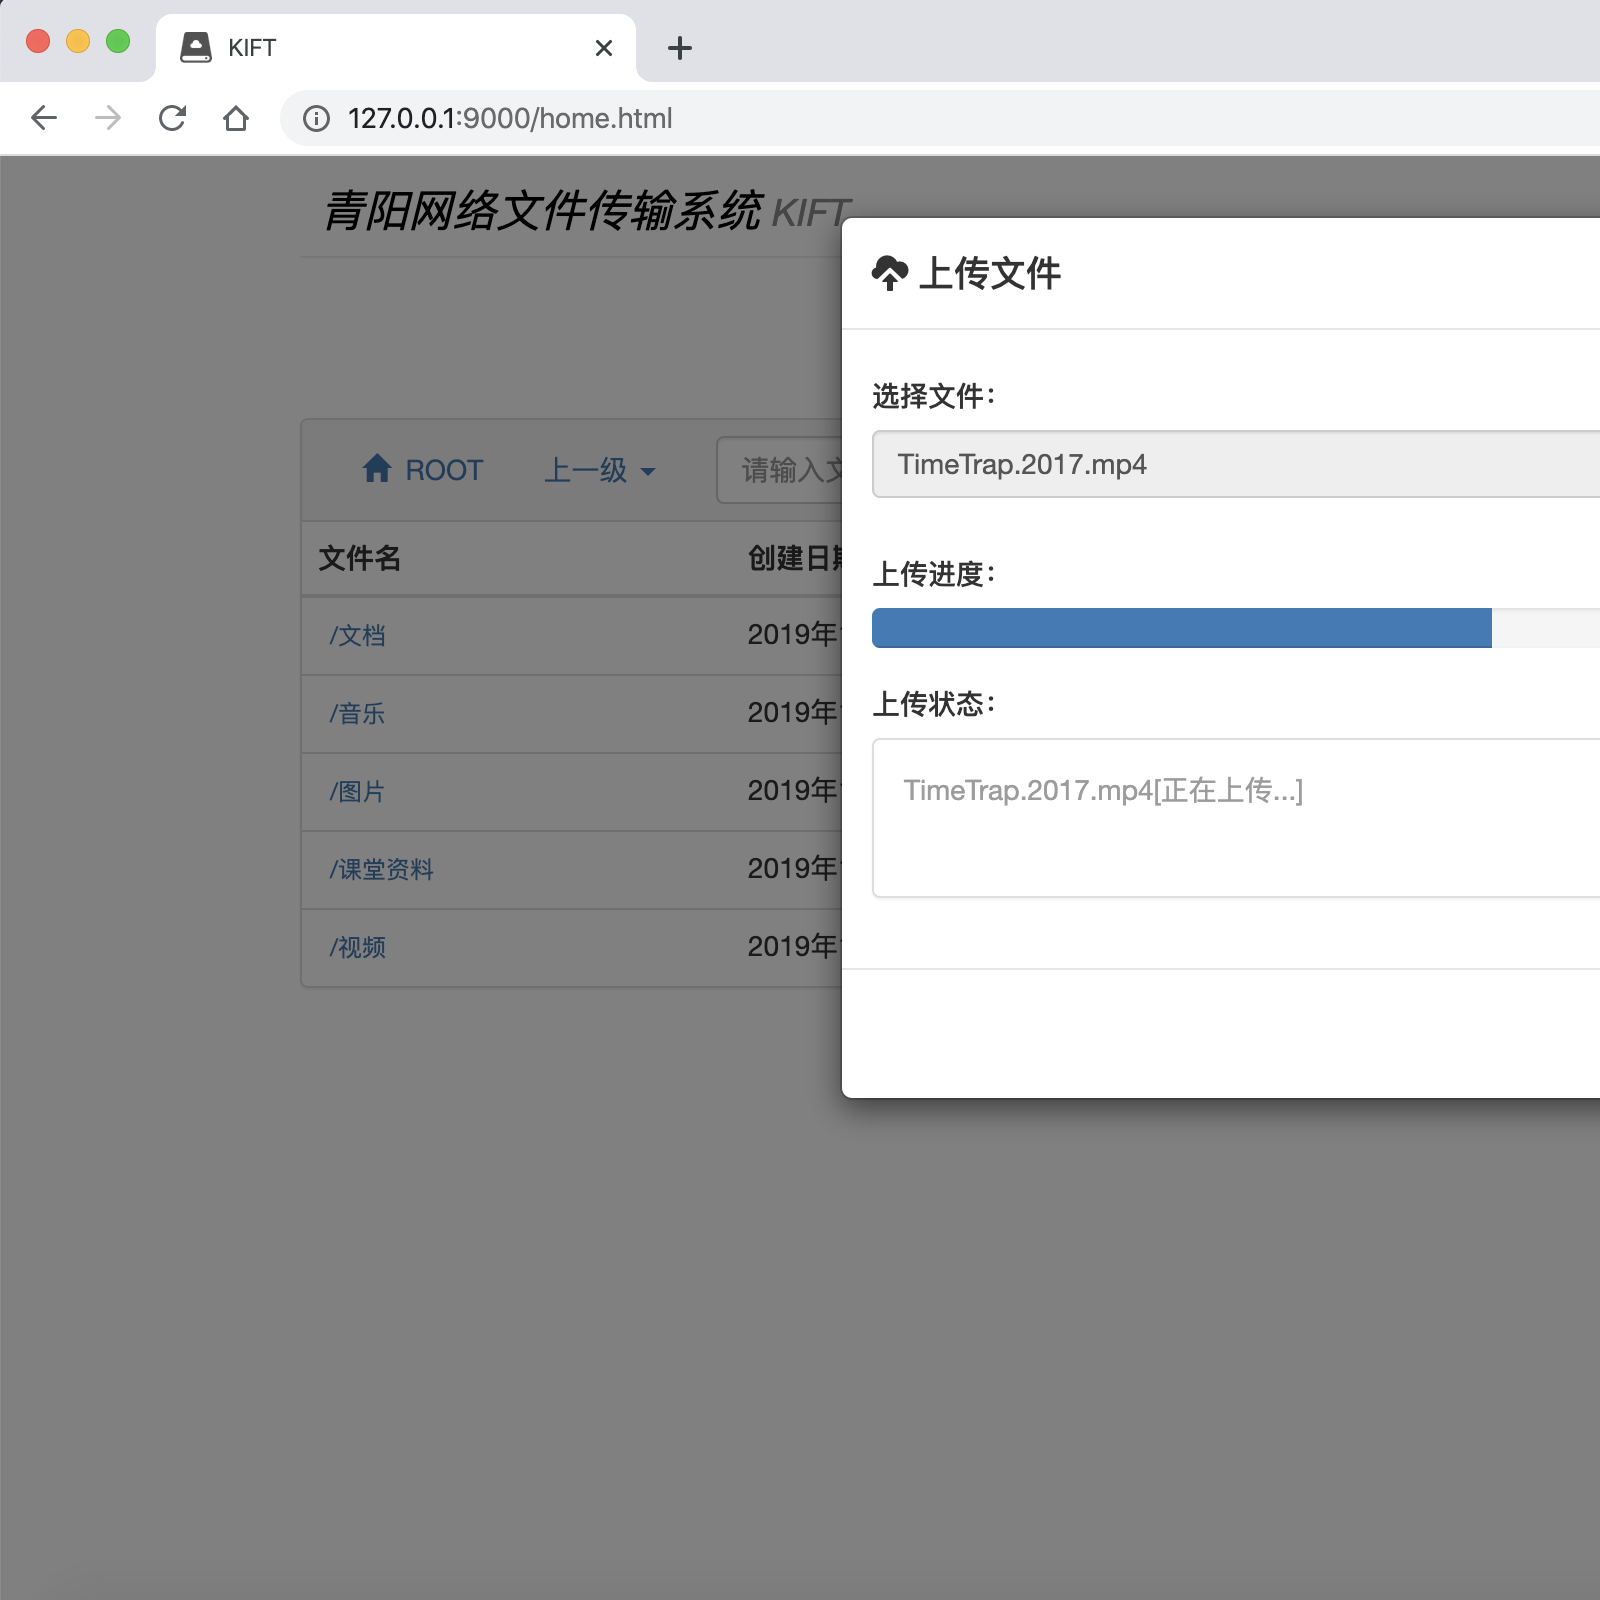 KIFT
127.0.0.1:9000/home.html
青阳网络文件传输系统 KIFT
上传文件
选择文件：
TimeTrap.2017.mp4
上传进度：
上传状态：
TimeTrap.2017.mp4[正在上传...]
ROOT 上一级 请输入文
文件名 创建日期
/文档 2019年
/音乐 2019年
/图片 2019年
/课堂资料 2019年
/视频 2019年